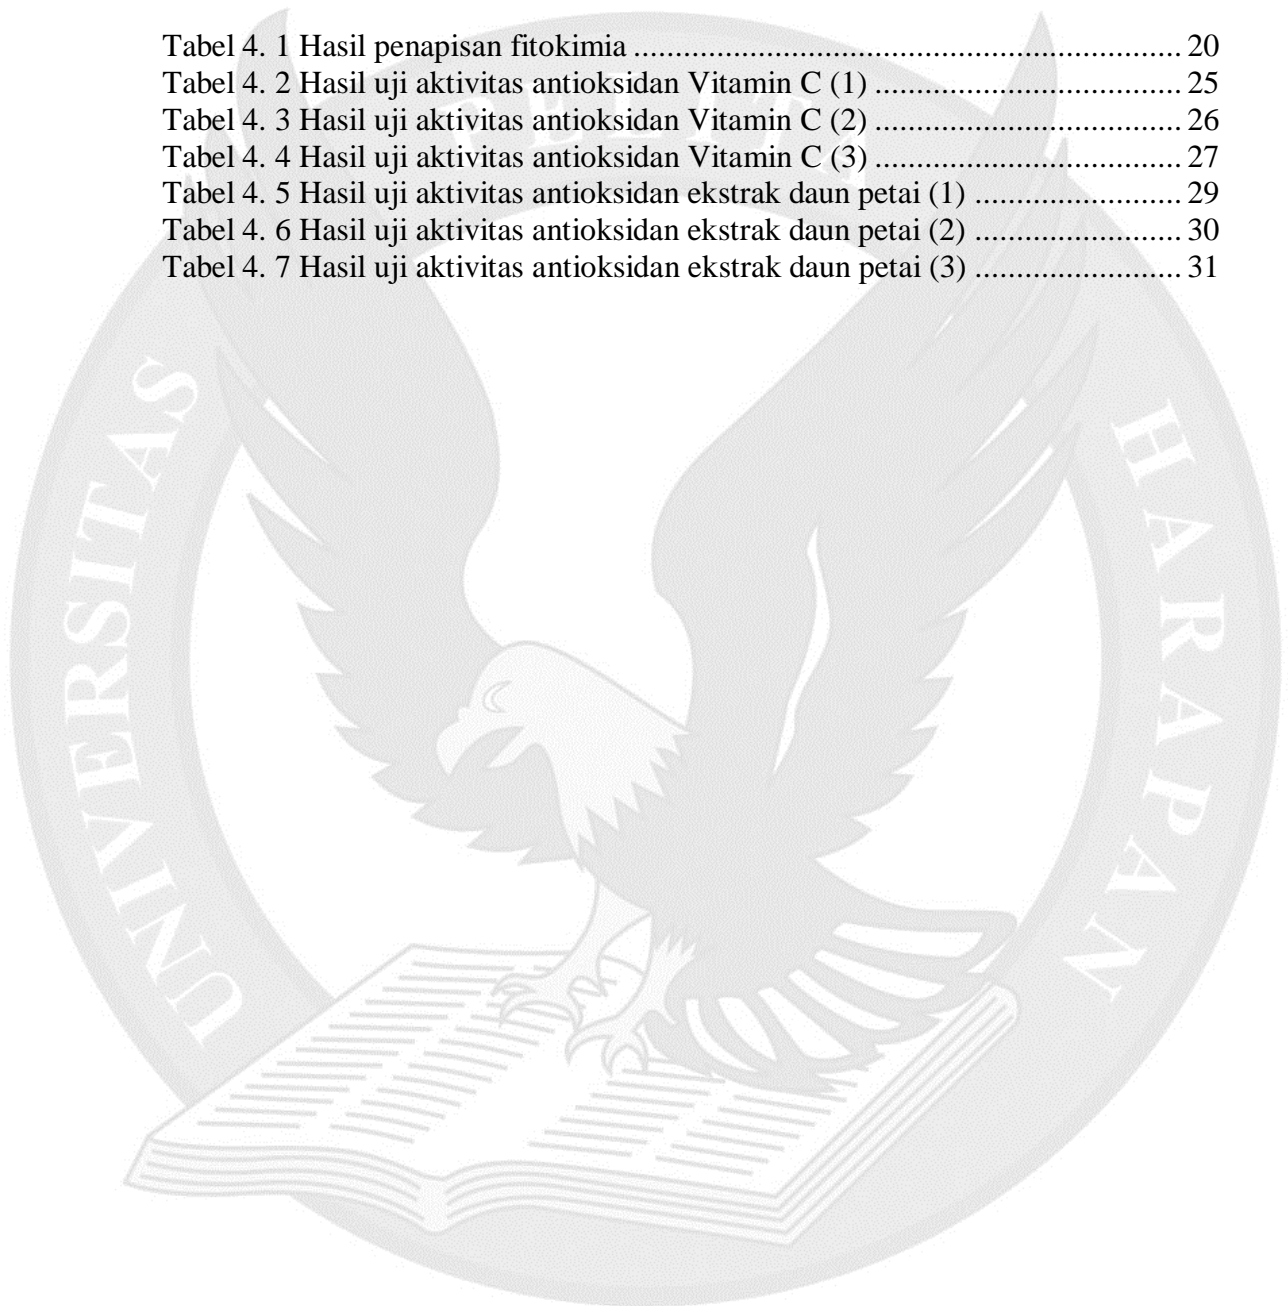 Tabel 4. 1 Hasil penapisan fitokimia ........................................................................ 20
Tabel 4. 2 Hasil uji aktivitas antioksidan Vitamin C (1) ........................................ 25
Tabel 4. 3 Hasil uji aktivitas antioksidan Vitamin C (2) ........................................ 26
Tabel 4. 4 Hasil uji aktivitas antioksidan Vitamin C (3) ........................................ 27
Tabel 4. 5 Hasil uji aktivitas antioksidan ekstrak daun petai (1) ........................... 29
Tabel 4. 6 Hasil uji aktivitas antioksidan ekstrak daun petai (2) ........................... 30
Tabel 4. 7 Hasil uji aktivitas antioksidan ekstrak daun petai (3) ........................... 31
UNIVERSITAS PELITA HARAPAN